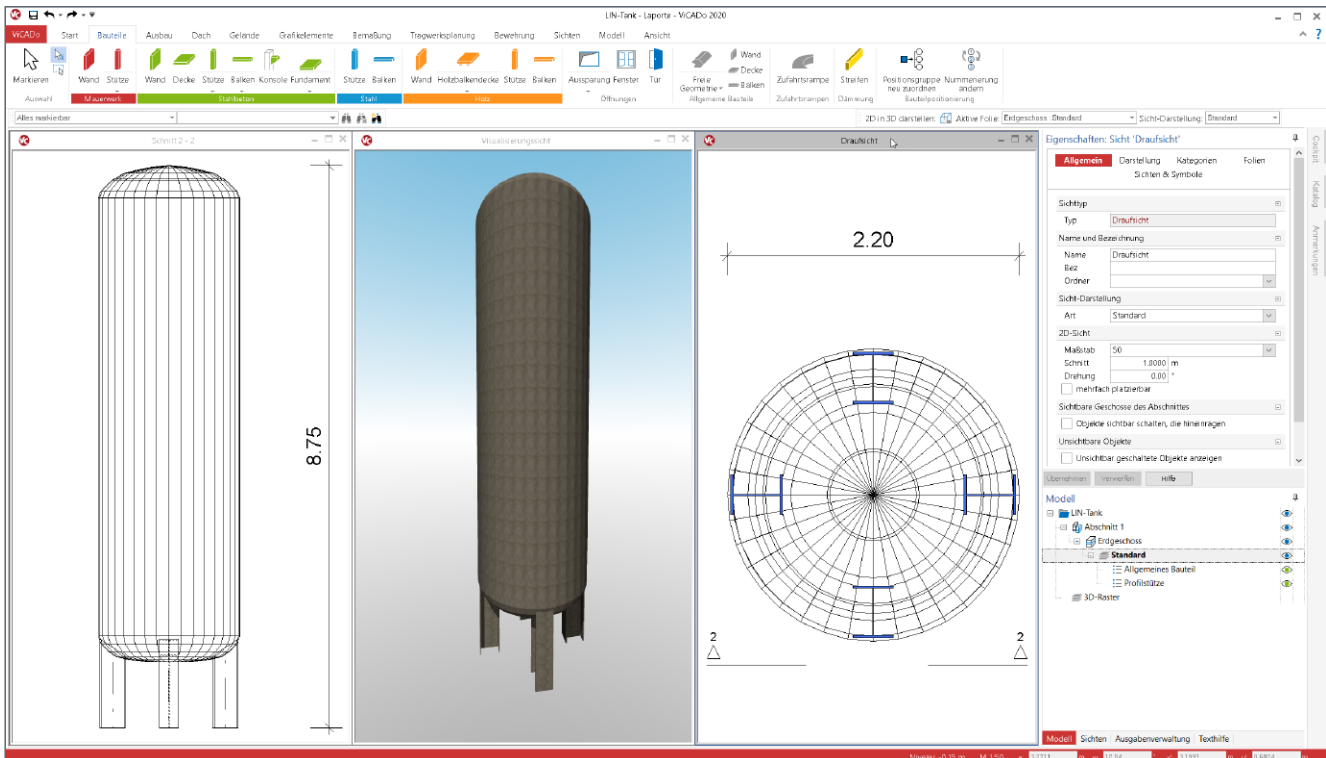 LIN-Tank - Laporte - ViCADo 2020
ViCADo Start Bauteile Ausbau Dach Gelände Grafikelemente Bemaßung Tragwerksplanung Bewehrung Sichten Modell Ansicht
Markieren
Auswahl
Wand Stütze
Mauerwerk
Wand Decke Stütze Balken Konsole Fundament
Stahlbeton
Stütze Balken
Stahl
Wand Holzbalkendecke Stütze Balken
Holz
Aussparung Fenster Tür
Öffnungen
Freie Geometrie
Wand
Decke
Balken
Allgemeine Bauteile
Zufahrtsrampe
Zufahrtsrampen
Streifen
Dämmung
Positionsgruppe neu zuordnen
Nummerierung ändern
Bauteilpositionierung
Alles markierbar
2D in 3D darstellen: Aktive Folie: Erdgeschoss Standard Sicht-Darstellung: Standard
Schnitt 2 - 2
8.75
Visualisierungssicht
Draufsicht
2.20
2 2
Eigenschaften: Sicht 'Draufsicht'
Allgemein Darstellung Kategorien Folien
Sichten & Symbole
Sichttyp
Typ Draufsicht
Name und Bezeichnung
Name Draufsicht
Bez
Ordner
Sicht-Darstellung
Art Standard
2D-Sicht
Maßstab 50
Schnitt 1.0000 m
Drehung 0.00 °
mehrfach platzierbar
Sichtbare Geschosse des Abschnittes
Objekte sichtbar schalten, die hineinragen
Unsichtbare Objekte
Unsichtbar geschaltete Objekte anzeigen
Übernehmen Verwerfen Hilfe
Modell
LIN-Tank
Abschnitt 1
Erdgeschoss
Standard
Allgemeines Bauteil
Profilstütze
3D-Raster
Modell Sichten Ausgabenverwaltung Texthilfe
Cockpit
Katalog
Anmerkungen